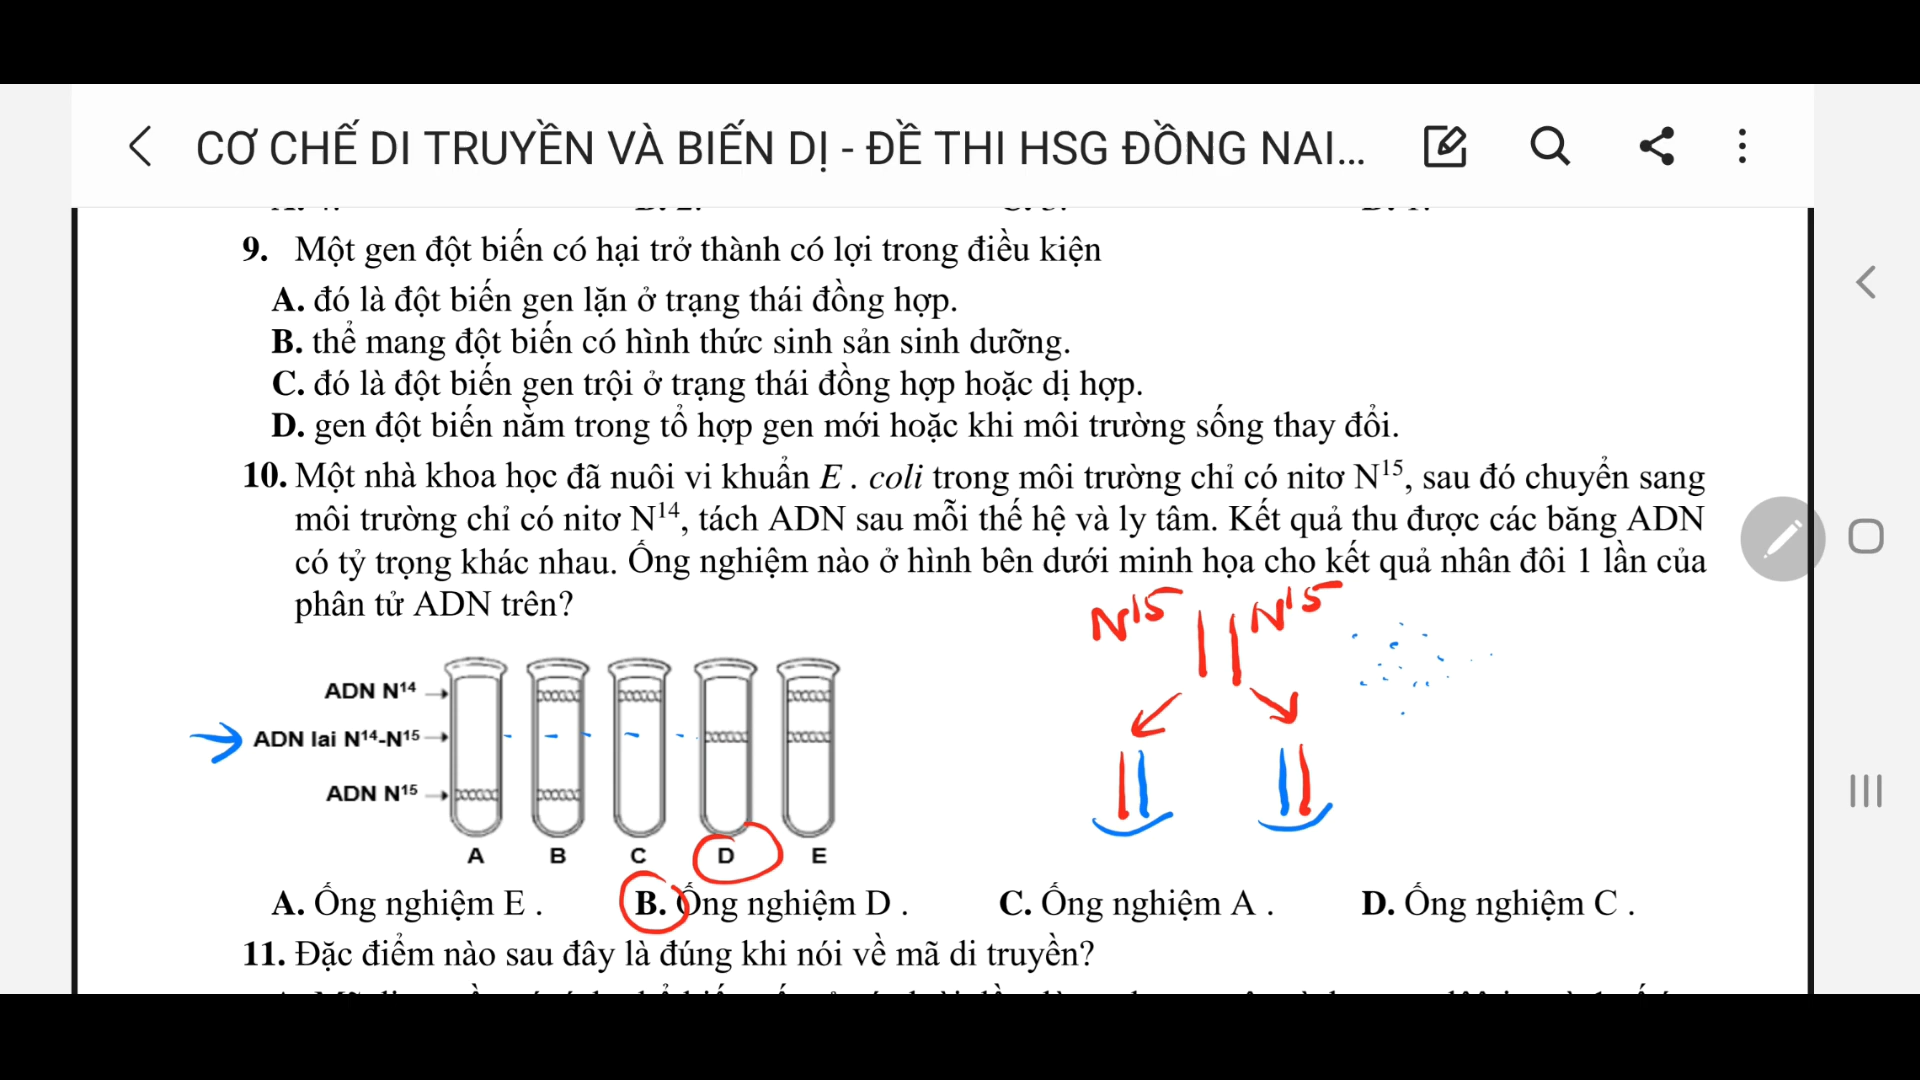 CƠ CHẾ DI TRUYỀN VÀ BIẾN DỊ - ĐỀ THI HSG ĐỒNG NAI...
9. Một gen đột biến có hại trở thành có lợi trong điều kiện
A. đó là đột biến gen lặn ở trạng thái đồng hợp.
B. thể mang đột biến có hình thức sinh sản sinh dưỡng.
C. đó là đột biến gen trội ở trạng thái đồng hợp hoặc dị hợp.
D. gen đột biến nằm trong tổ hợp gen mới hoặc khi môi trường sống thay đổi.
10. Một nhà khoa học đã nuôi vi khuẩn E . coli trong môi trường chỉ có nitơ N¹⁵, sau đó chuyển sang
môi trường chỉ có nitơ N¹⁴, tách ADN sau mỗi thế hệ và ly tâm. Kết quả thu được các băng ADN
có tỷ trọng khác nhau. Ống nghiệm nào ở hình bên dưới minh họa cho kết quả nhân đôi 1 lần của
phân tử ADN trên?
N¹⁵ N¹⁵
ADN N¹⁴
ADN lai N¹⁴-N¹⁵
ADN N¹⁵
A B C D E
A. Ống nghiệm E . B. Ống nghiệm D . C. Ống nghiệm A . D. Ống nghiệm C .
11. Đặc điểm nào sau đây là đúng khi nói về mã di truyền?